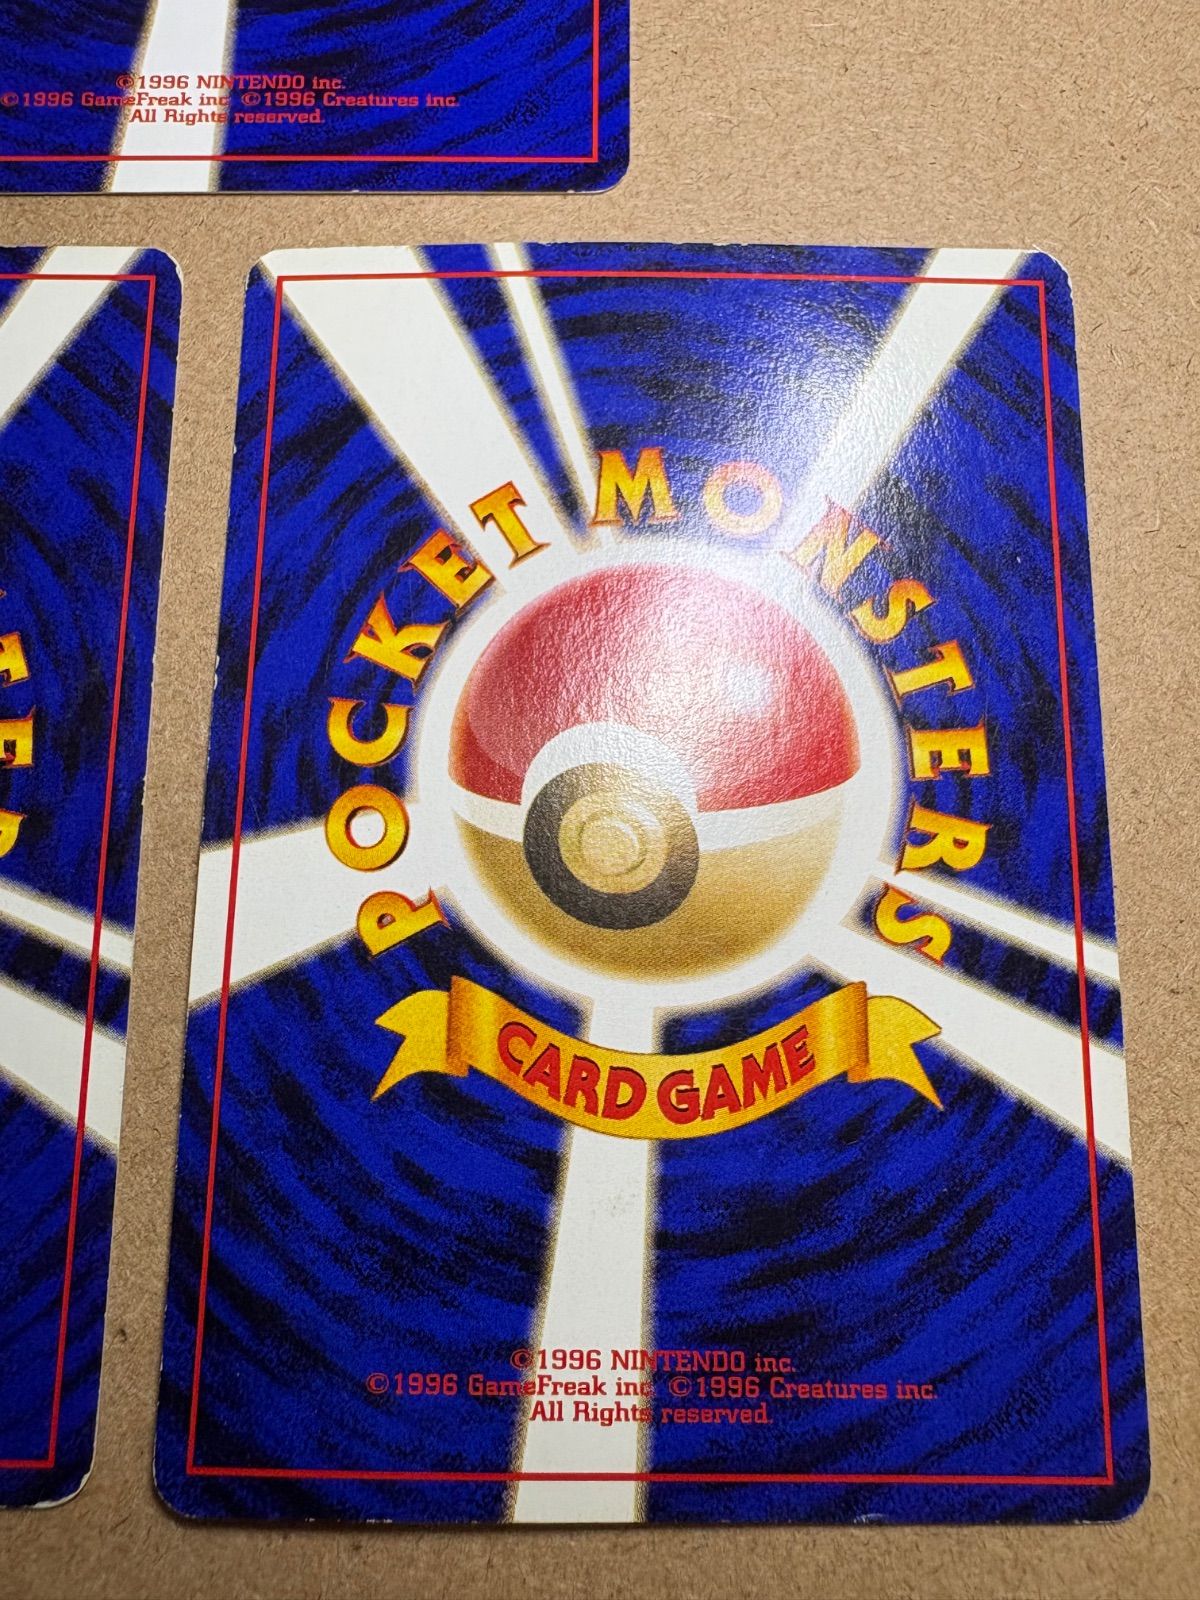 ©1996 NINTENDO inc.
©1996 GameFreak inc. ©1996 Creatures inc.
All Rights reserved.
POCKET MONSTERS
CARD GAME
©1996 NINTENDO inc.
©1996 GameFreak inc. ©1996 Creatures inc.
All Rights reserved.